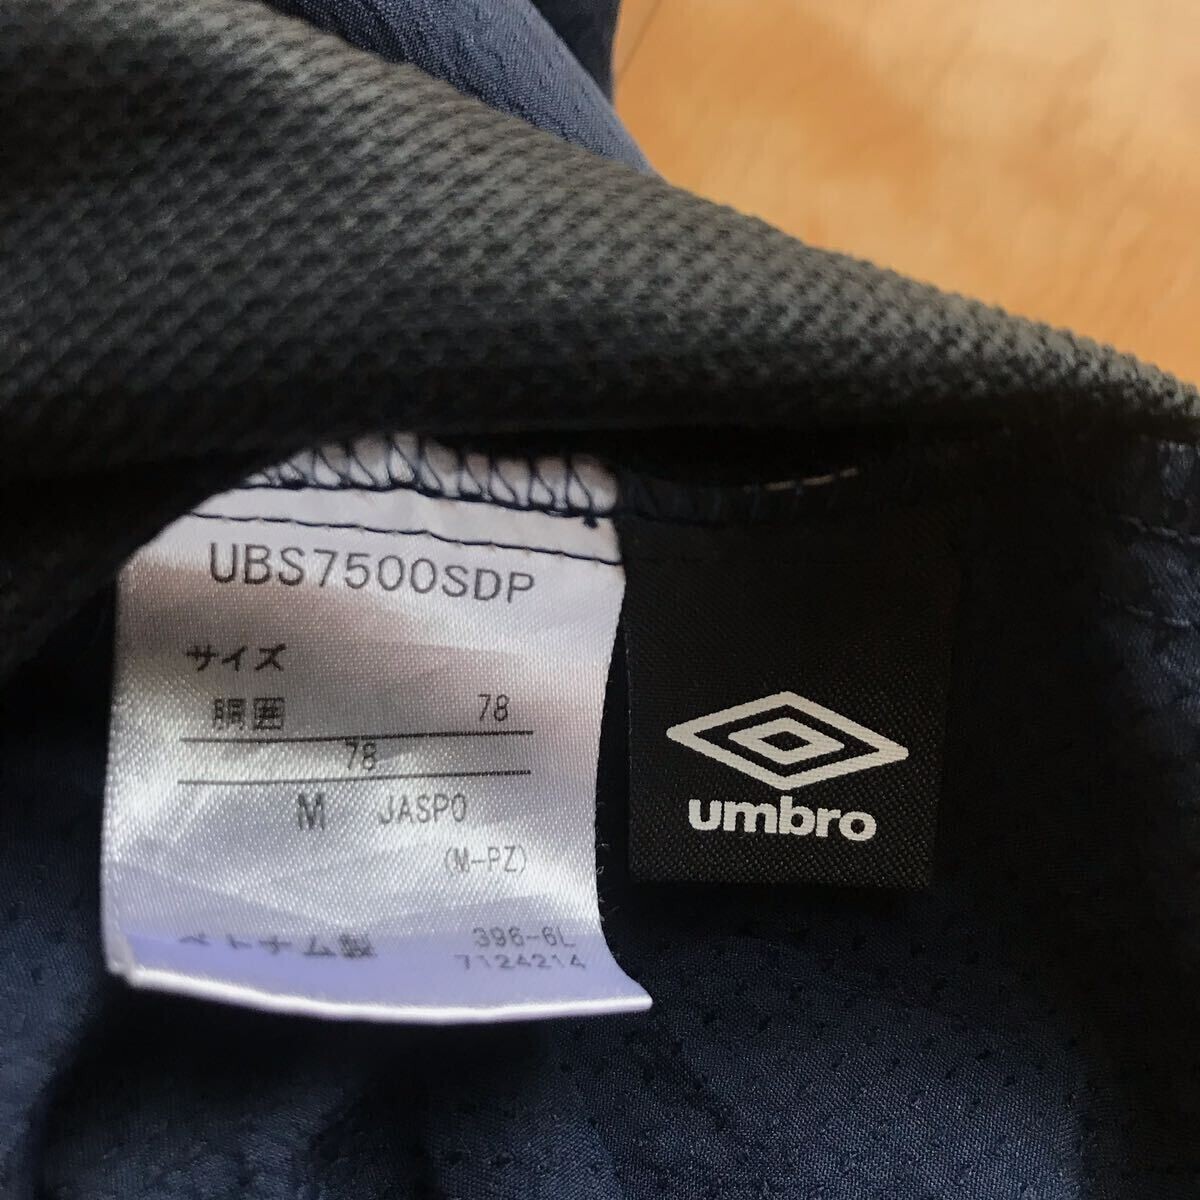 UBS7500SDP
サイズ
胴囲 78
78
M JASPO
(M-PZ)
ベトナム製 396-6L
7124214
umbro